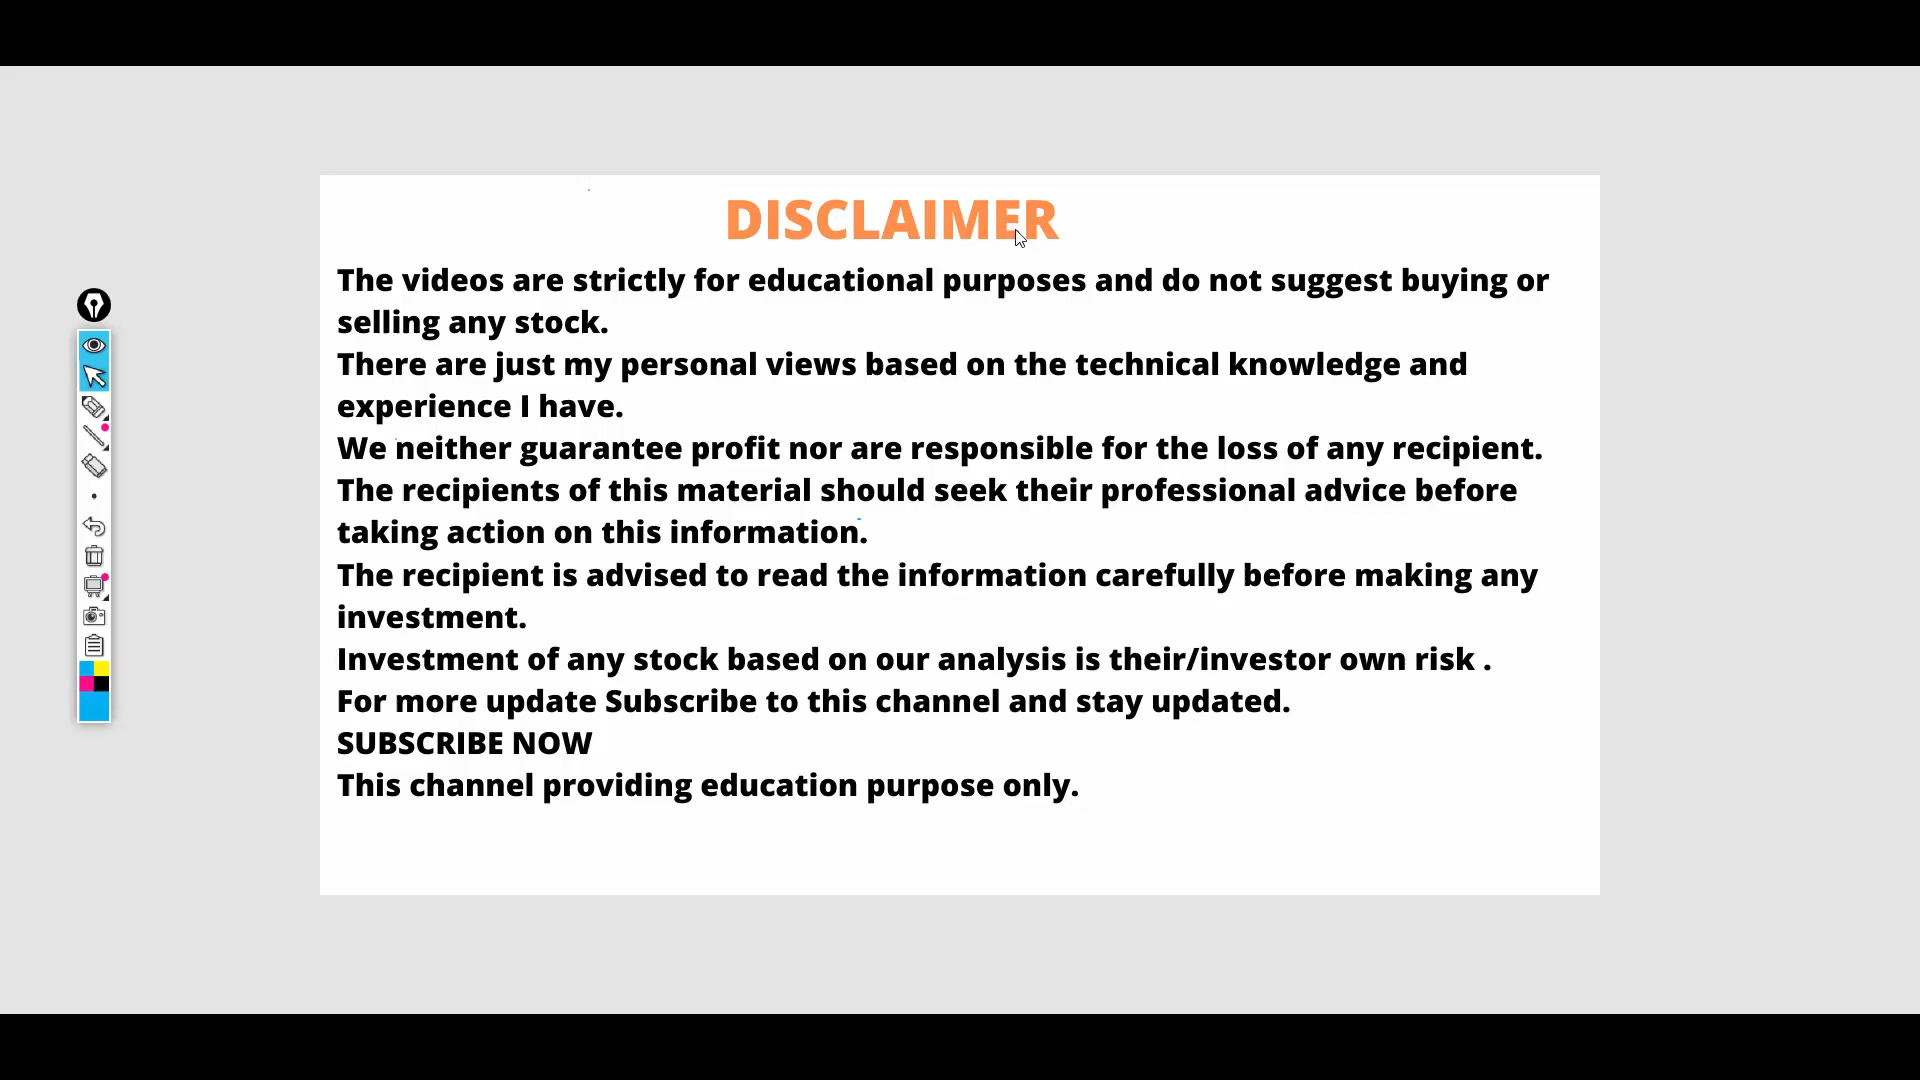 DISCLAIMER
The videos are strictly for educational purposes and do not suggest buying or
selling any stock.
There are just my personal views based on the technical knowledge and
experience I have.
We neither guarantee profit nor are responsible for the loss of any recipient.
The recipients of this material should seek their professional advice before
taking action on this information.
The recipient is advised to read the information carefully before making any
investment.
Investment of any stock based on our analysis is their/investor own risk .
For more update Subscribe to this channel and stay updated.
SUBSCRIBE NOW
This channel providing education purpose only.